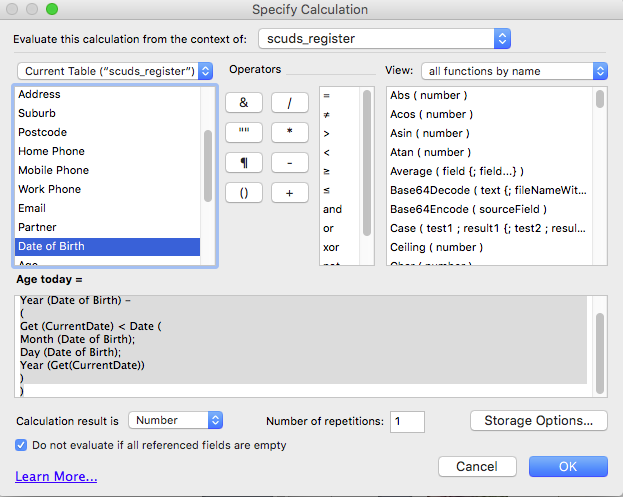 Specify Calculation
Evaluate this calculation from the context of: scuds_register
Current Table ("scuds_register") Operators View: all functions by name
Address
Suburb
Postcode
Home Phone
Mobile Phone
Work Phone
Email
Partner
Date of Birth
& /
"" *
¶ -
() +
=
≠
>
<
≥
≤
and
or
xor
Abs ( number )
Acos ( number )
Asin ( number )
Atan ( number )
Average ( field {; field...} )
Base64Decode ( text {; fileNameWit...
Base64Encode ( sourceField )
Case ( test1 ; result1 {; test2 ; resul...
Ceiling ( number )
Age today =
Year (Date of Birth) -
(
Get (CurrentDate) < Date (
Month (Date of Birth);
Day (Date of Birth);
Year (Get(CurrentDate))
)
)
Calculation result is Number Number of repetitions: 1 Storage Options...
Do not evaluate if all referenced fields are empty
Learn More... Cancel OK